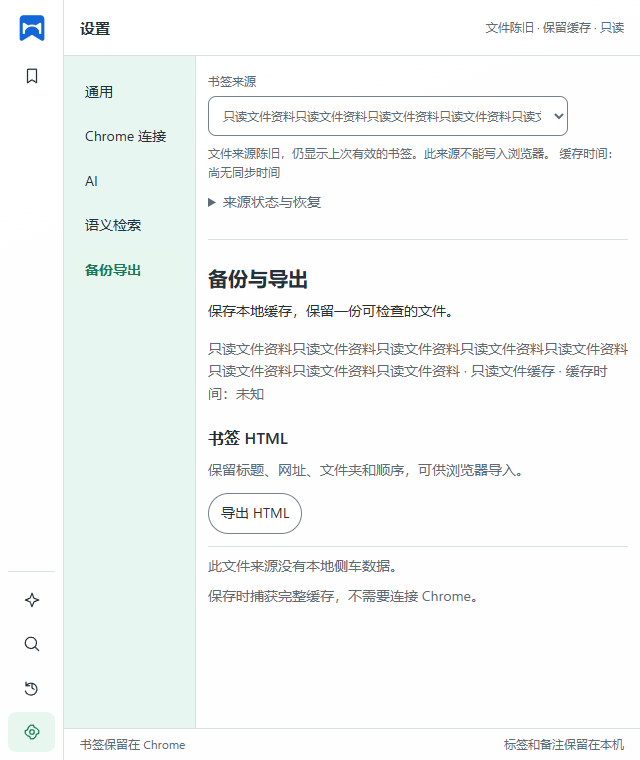 设置
文件陈旧 · 保留缓存 · 只读
通用
Chrome 连接
AI
语义检索
备份导出
书签来源
只读文件资料只读文件资料只读文件资料只读文件资料只读文
文件来源陈旧，仍显示上次有效的书签。此来源不能写入浏览器。 缓存时间：
尚无同步时间
来源状态与恢复
备份与导出
保存本地缓存，保留一份可检查的文件。
只读文件资料只读文件资料只读文件资料只读文件资料只读文件资料
只读文件资料只读文件资料只读文件资料 · 只读文件缓存 · 缓存时
间：未知
书签 HTML
保留标题、网址、文件夹和顺序，可供浏览器导入。
导出 HTML
此文件来源没有本地侧车数据。
保存时捕获完整缓存，不需要连接 Chrome。
书签保留在 Chrome
标签和备注保留在本机